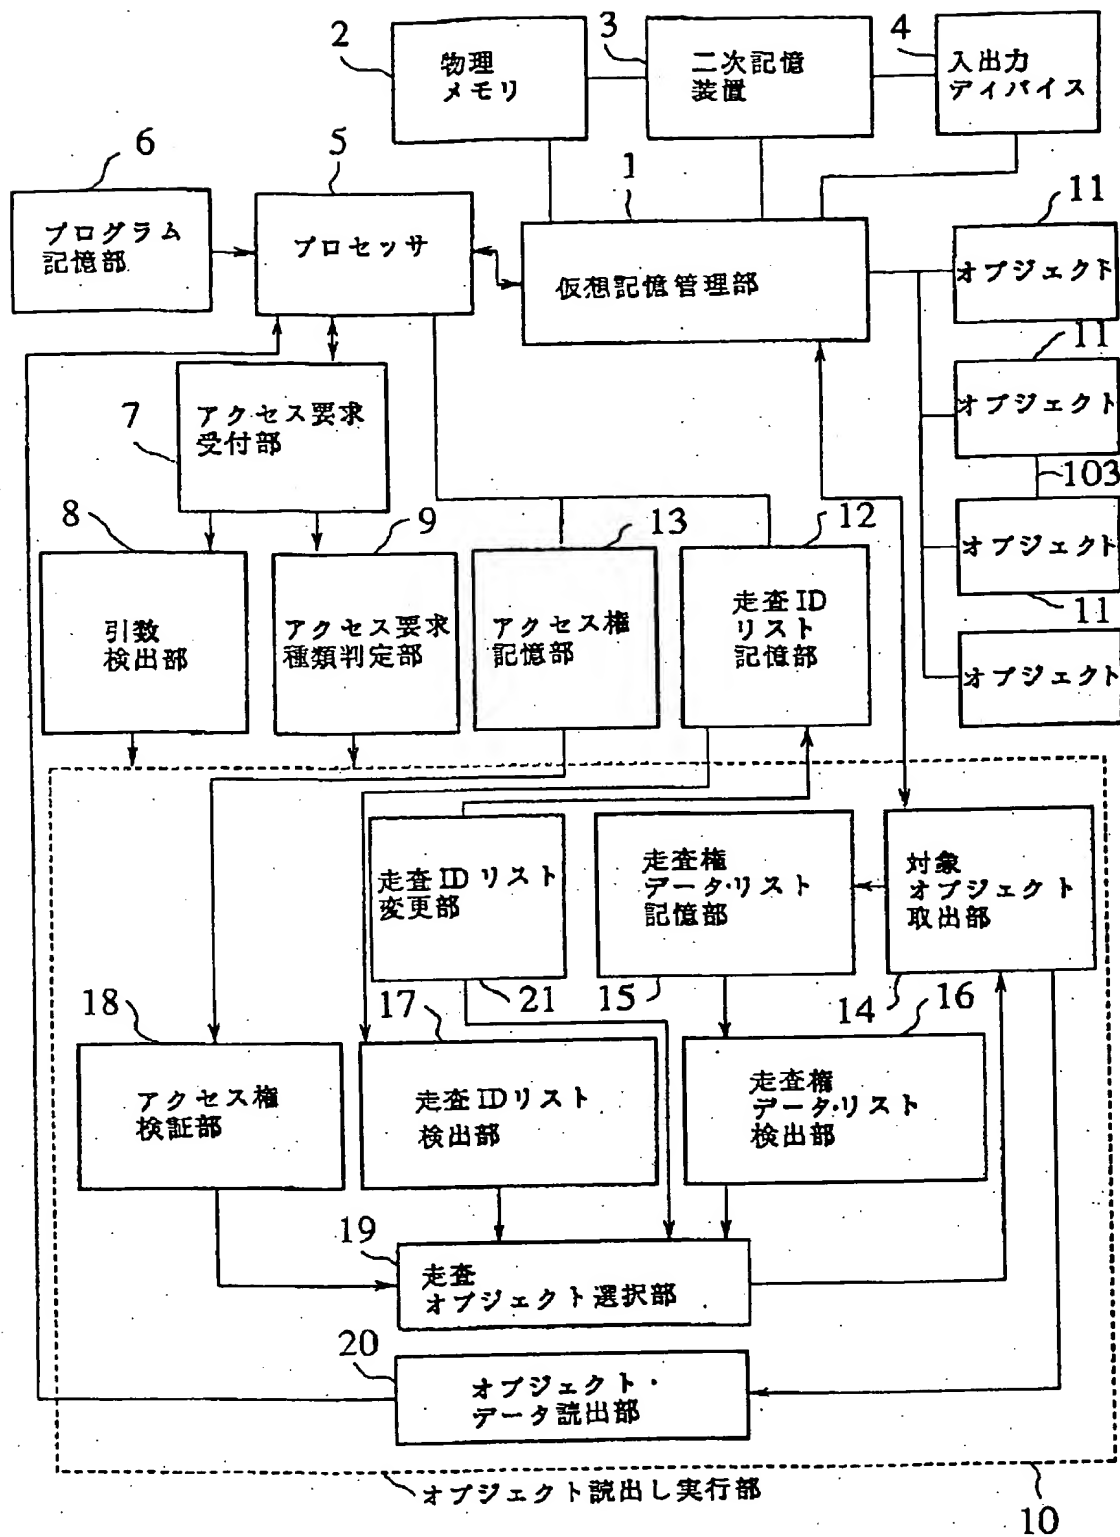 2
物理
メモリ
3
二次記憶
装置
4
入出力
ディバイス
6
プログラム
記憶部
5
プロセッサ
1
仮想記憶管理部
11
オブジェクト
11
オブジェクト
103
オブジェクト
11
オブジェクト
7
アクセス要求
受付部
8
引数
検出部
9
アクセス要求
種類判定部
13
アクセス権
記憶部
12
走査ID
リスト
記憶部
走査IDリスト
変更部
21
走査権
データ・リスト
記憶部
15
対象
オブジェクト
取出部
14
18
アクセス権
検証部
17
走査IDリスト
検出部
16
走査権
データ・リスト
検出部
19
走査
オブジェクト選択部
20
オブジェクト・
データ読出部
オブジェクト読出し実行部
10